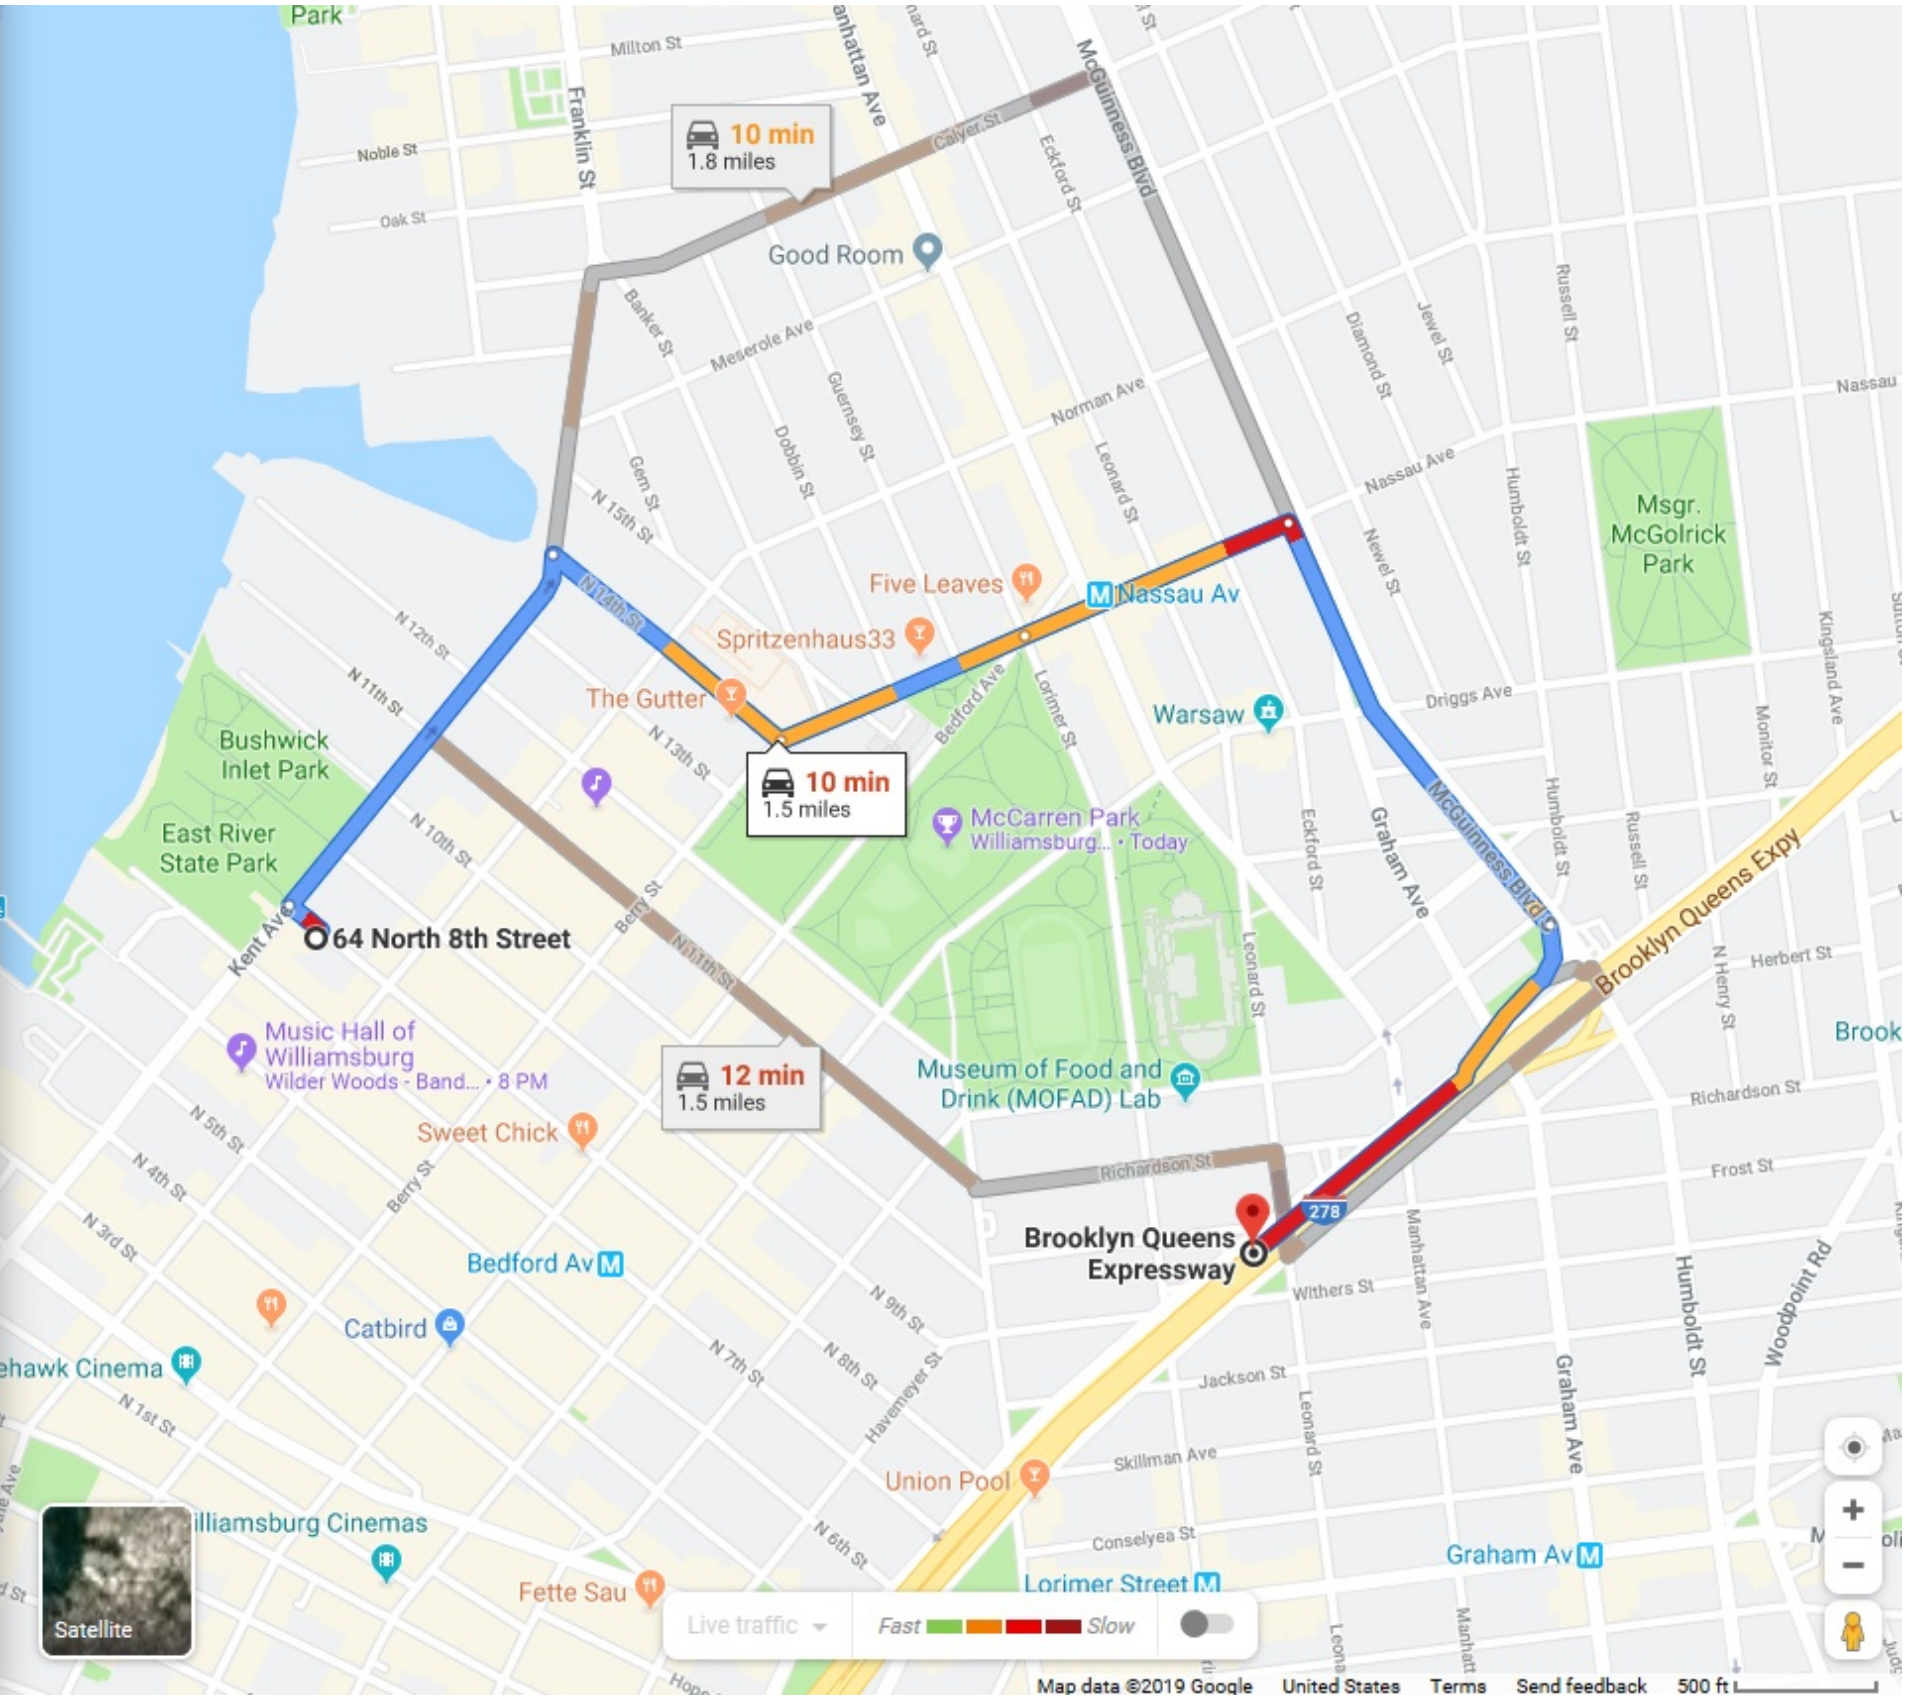 Park
Milton St
Franklin St
McGuinness Blvd
10 min
1.8 miles
Calyer St
Noble St
Eckford St
Oak St
Good Room
Russell St
Banker St
Meserole Ave
Jewel St
Diamond St
Guernsey St
Norman Ave
Nassau
Dobbin St
Gem St
N 15th St
Leonard St
Nassau Ave
Humboldt St
Msgr.
McGolrick
Park
Newel St
Five Leaves
Nassau Av
N 14th St
N 12th St
Spritzenhaus33
Kingsland Ave
The Gutter
Bedford Ave
Lorimer St
Driggs Ave
N 11th St
Warsaw
Monitor St
Bushwick
Inlet Park
N 13th St
10 min
1.5 miles
McGuinness Blvd
Humboldt St
McCarren Park
Williamsburg... • Today
East River
State Park
N 10th St
Eckford St
Graham Ave
Russell St
Brooklyn Queens Expy
Berry St
64 North 8th Street
Kent Ave
N 11th St
Leonard St
N Henry St
Herbert St
Music Hall of
Williamsburg
Wilder Woods - Band... • 8 PM
Brook
12 min
1.5 miles
Museum of Food and
Drink (MOFAD) Lab
Richardson St
N 5th St
Sweet Chick
Richardson St
Frost St
N 4th St
Berry St
278
N 3rd St
Brooklyn Queens
Expressway
Bedford Av
Manhattan Ave
Withers St
Humboldt St
Woodpoint Rd
N 9th St
Catbird
N 7th St
N 8th St
Havemeyer St
ehawk Cinema
Jackson St
N 1st St
Leonard St
Graham Ave
Skillman Ave
Union Pool
illiamsburg Cinemas
N 6th St
Conselyea St
Graham Av
Fette Sau
Lorimer Street
Satellite
Live traffic
Fast
Slow
Map data ©2019 Google
United States
Terms
Send feedback
500 ft